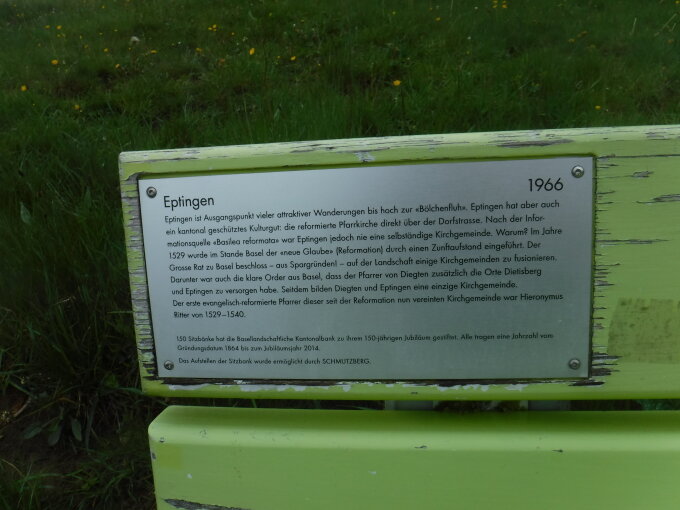 Eptingen 1966
Eptingen ist Ausgangspunkt vieler attraktiver Wanderungen bis hoch zur «Bölchenfluh». Eptingen hat aber auch
ein kantonal geschütztes Kulturgut: die reformierte Pfarrkirche direkt über der Dorfstrasse. Nach der Infor-
mationsquelle «Basilea reformata» war Eptingen jedoch nie eine selbständige Kirchgemeinde. Warum? Im Jahre
1529 wurde im Stande Basel der «neue Glaube» (Reformation) durch einen Zunftaufstand eingeführt. Der
Grosse Rat zu Basel beschloss – aus Spargründen! – auf der Landschaft einige Kirchgemeinden zu fusionieren.
Darunter war auch die klare Order aus Basel, dass der Pfarrer von Diegten zusätzlich die Orte Dietisberg
und Eptingen zu versorgen habe. Seitdem bilden Diegten und Eptingen eine einzige Kirchgemeinde.
Der erste evangelisch-reformierte Pfarrer dieser seit der Reformation nun vereinten Kirchgemeinde war Hieronymus
Ritter von 1529–1540.
150 Sitzbänke hat die Basellandschaftliche Kantonalbank zu ihrem 150-jährigen Jubiläum gestiftet. Alle tragen eine Jahrzahl vom
Gründungsdatum 1864 bis zum Jubiläumsjahr 2014.
Das Aufstellen der Sitzbank wurde ermöglicht durch SCHMUTZBERG.